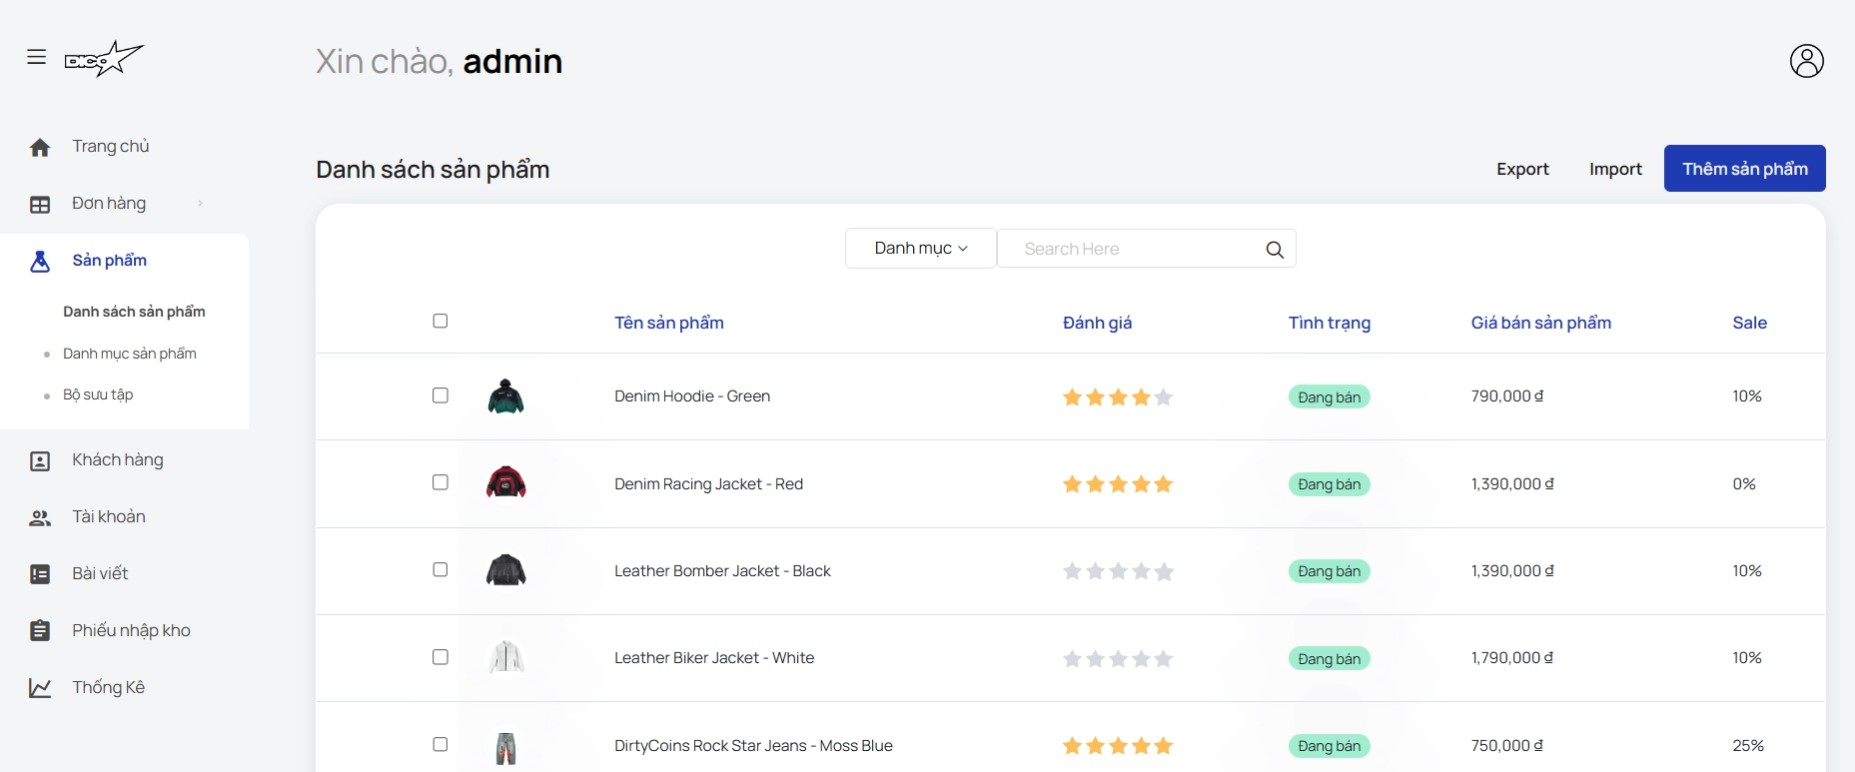 DICO
Xin chào, admin
Trang chủ
Đơn hàng
Sản phẩm
Danh sách sản phẩm
Danh mục sản phẩm
Bộ sưu tập
Khách hàng
Tài khoản
Bài viết
Phiếu nhập kho
Thống Kê
Danh sách sản phẩm
Export Import Thêm sản phẩm
Danh mục Search Here
Tên sản phẩm Đánh giá Tình trạng Giá bán sản phẩm Sale
Denim Hoodie - Green Đang bán 790,000 ₫ 10%
Denim Racing Jacket - Red Đang bán 1,390,000 ₫ 0%
Leather Bomber Jacket - Black Đang bán 1,390,000 ₫ 10%
Leather Biker Jacket - White Đang bán 1,790,000 ₫ 10%
DirtyCoins Rock Star Jeans - Moss Blue Đang bán 750,000 ₫ 25%